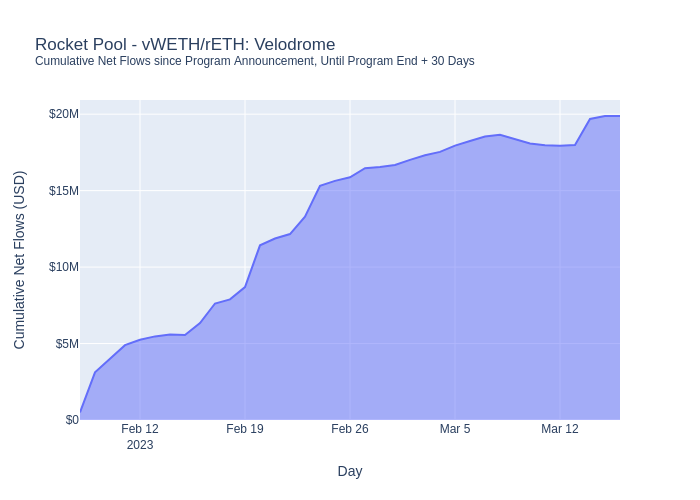 Rocket Pool - vWETH/rETH: Velodrome
Cumulative Net Flows since Program Announcement, Until Program End + 30 Days
Cumulative Net Flows (USD)
$20M
$15M
$10M
$5M
$0
Feb 12
2023
Feb 19
Feb 26
Mar 5
Mar 12
Day